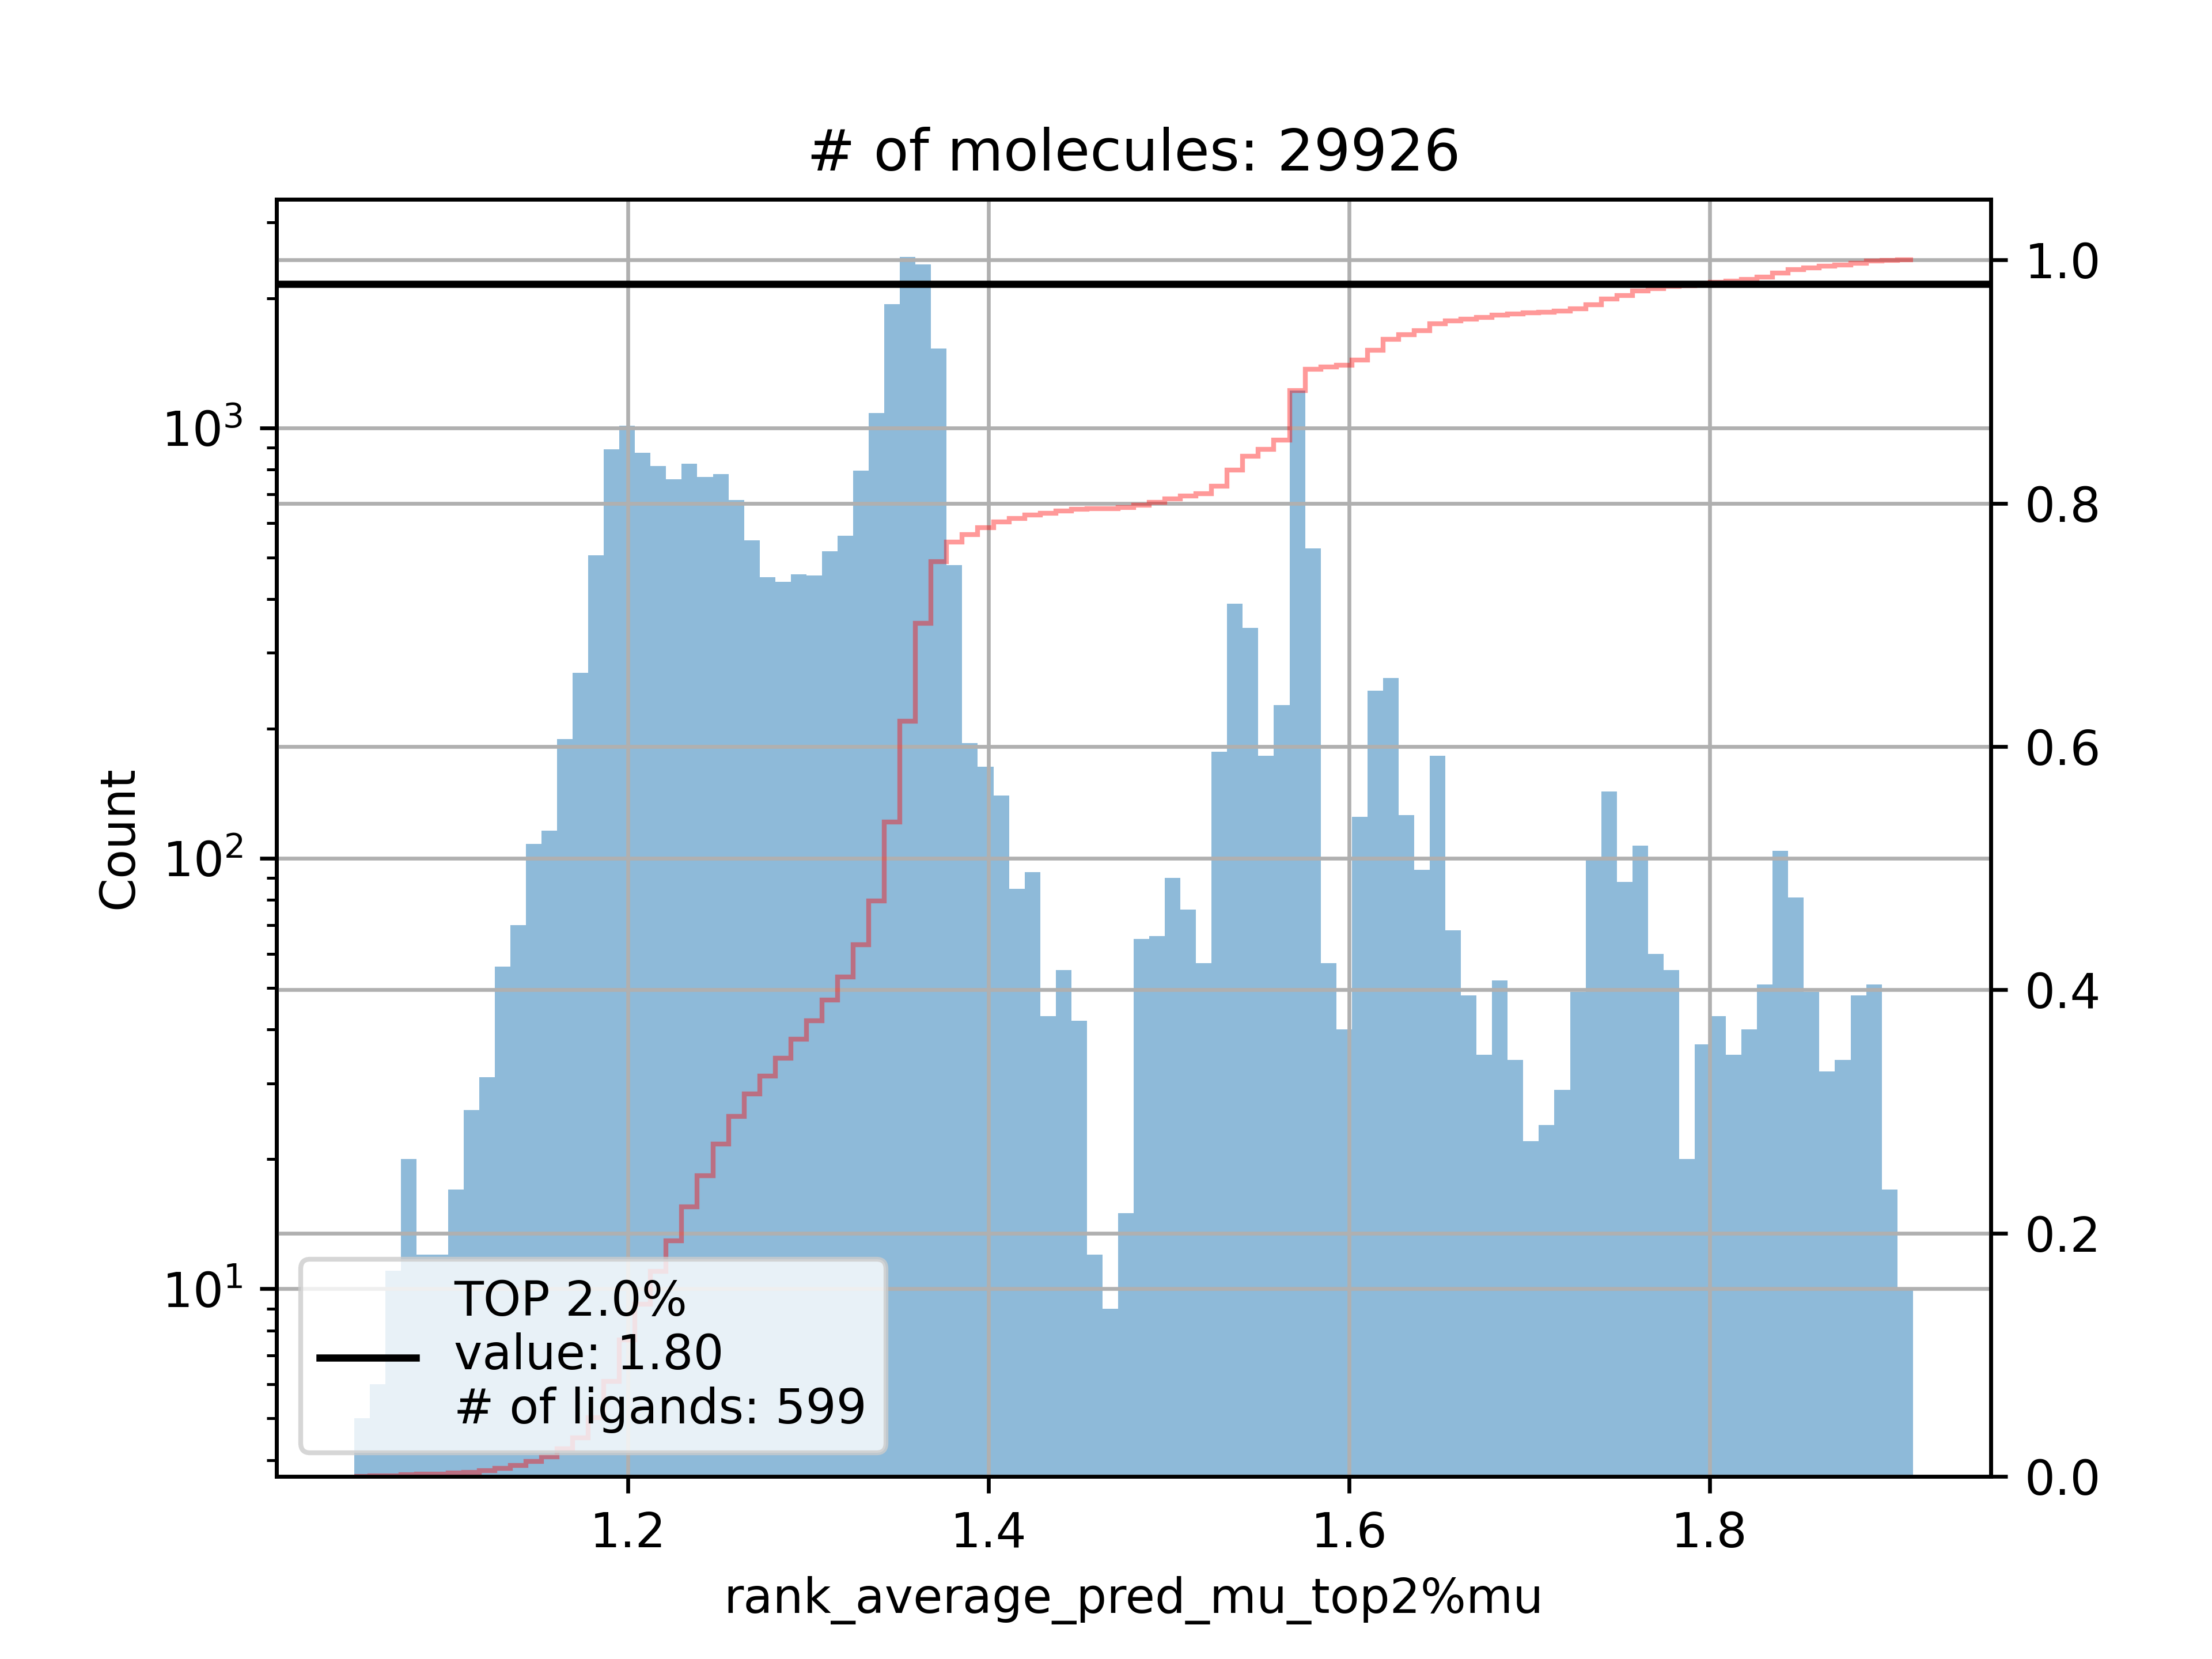 # of molecules: 29926
Count
10³
10²
10¹
1.0
0.8
0.6
0.4
0.2
0.0
TOP 2.0%
value: 1.80
# of ligands: 599
1.2 1.4 1.6 1.8
rank_average_pred_mu_top2%mu